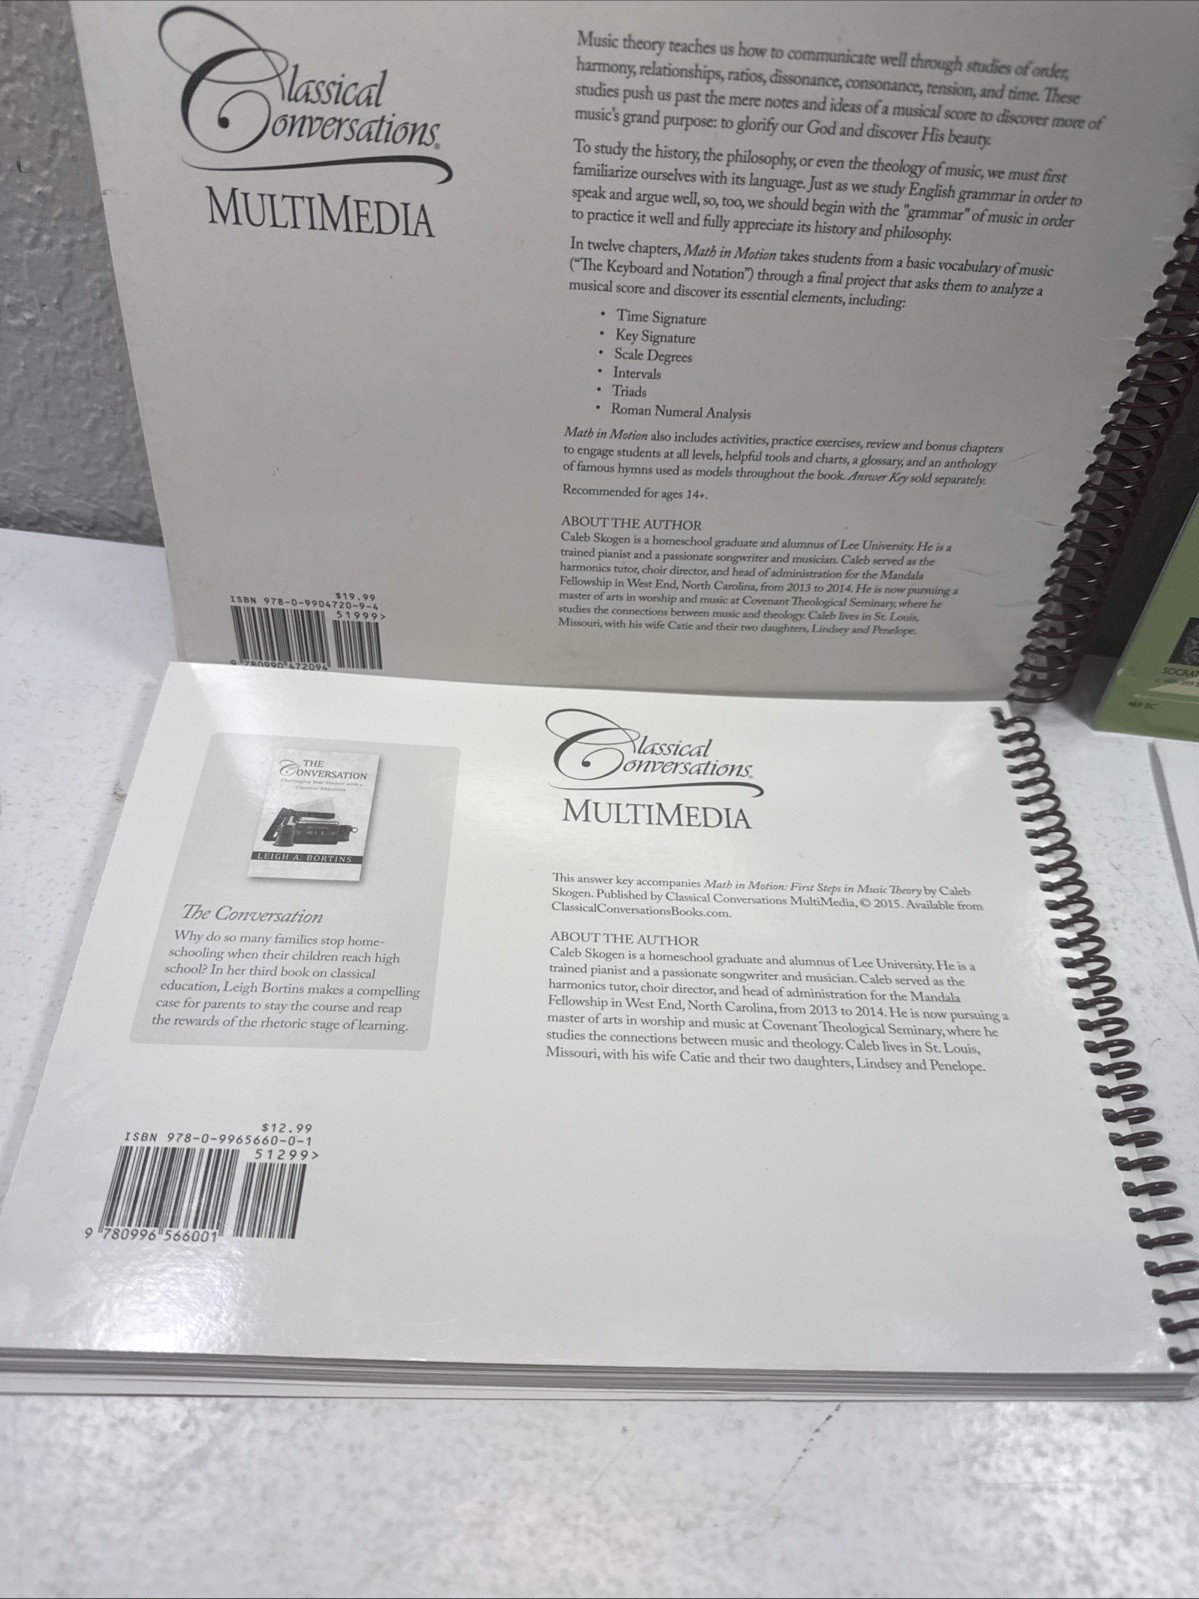 Classical
Conversations®
MULTIMEDIA
Music theory teaches us how to communicate well through studies of order,
harmony, relationships, ratios, dissonance, consonance, tension, and time. These
studies push us past the mere notes and ideas of a musical score to discover more of
music's grand purpose: to glorify our God and discover His beauty.
To study the history, the philosophy, or even the theology of music, we must first
familiarize ourselves with its language. Just as we study English grammar in order to
speak and argue well, so, too, we should begin with the "grammar" of music in order
to practice it well and fully appreciate its history and philosophy.
In twelve chapters, Math in Motion takes students from a basic vocabulary of music
("The Keyboard and Notation") through a final project that asks them to analyze a
musical score and discover its essential elements, including:
• Time Signature
• Key Signature
• Scale Degrees
• Intervals
• Triads
• Roman Numeral Analysis
Math in Motion also includes activities, practice exercises, review and bonus chapters
to engage students at all levels, helpful tools and charts, a glossary, and an anthology
of famous hymns used as models throughout the book. Answer Key sold separately.
Recommended for ages 14+.
ABOUT THE AUTHOR
Caleb Skogen is a homeschool graduate and alumnus of Lee University. He is a
trained pianist and a passionate songwriter and musician. Caleb served as the
harmonics tutor, choir director, and head of administration for the Mandala
Fellowship in West End, North Carolina, from 2013 to 2014. He is now pursuing a
master of arts in worship and music at Covenant Theological Seminary, where he
studies the connections between music and theology. Caleb lives in St. Louis,
Missouri, with his wife Catie and their two daughters, Lindsey and Penelope.
$19.99
ISBN 978-0-9904720-9-4
51999>
9 780990 472094
SOCRAT
469 BC
THE
CONVERSATION
Challenging Your Student with a
Classical Education
LEIGH A. BORTINS
The Conversation
Why do so many families stop home-
schooling when their children reach high
school? In her third book on classical
education, Leigh Bortins makes a compelling
case for parents to stay the course and reap
the rewards of the rhetoric stage of learning.
Classical
Conversations®
MULTIMEDIA
This answer key accompanies Math in Motion: First Steps in Music Theory by Caleb
Skogen. Published by Classical Conversations MultiMedia, © 2015. Available from
ClassicalConversationsBooks.com.
ABOUT THE AUTHOR
Caleb Skogen is a homeschool graduate and alumnus of Lee University. He is a
trained pianist and a passionate songwriter and musician. Caleb served as the
harmonics tutor, choir director, and head of administration for the Mandala
Fellowship in West End, North Carolina, from 2013 to 2014. He is now pursuing a
master of arts in worship and music at Covenant Theological Seminary, where he
studies the connections between music and theology. Caleb lives in St. Louis,
Missouri, with his wife Catie and their two daughters, Lindsey and Penelope.
$12.99
ISBN 978-0-9965660-0-1
51299>
9 780996 566001